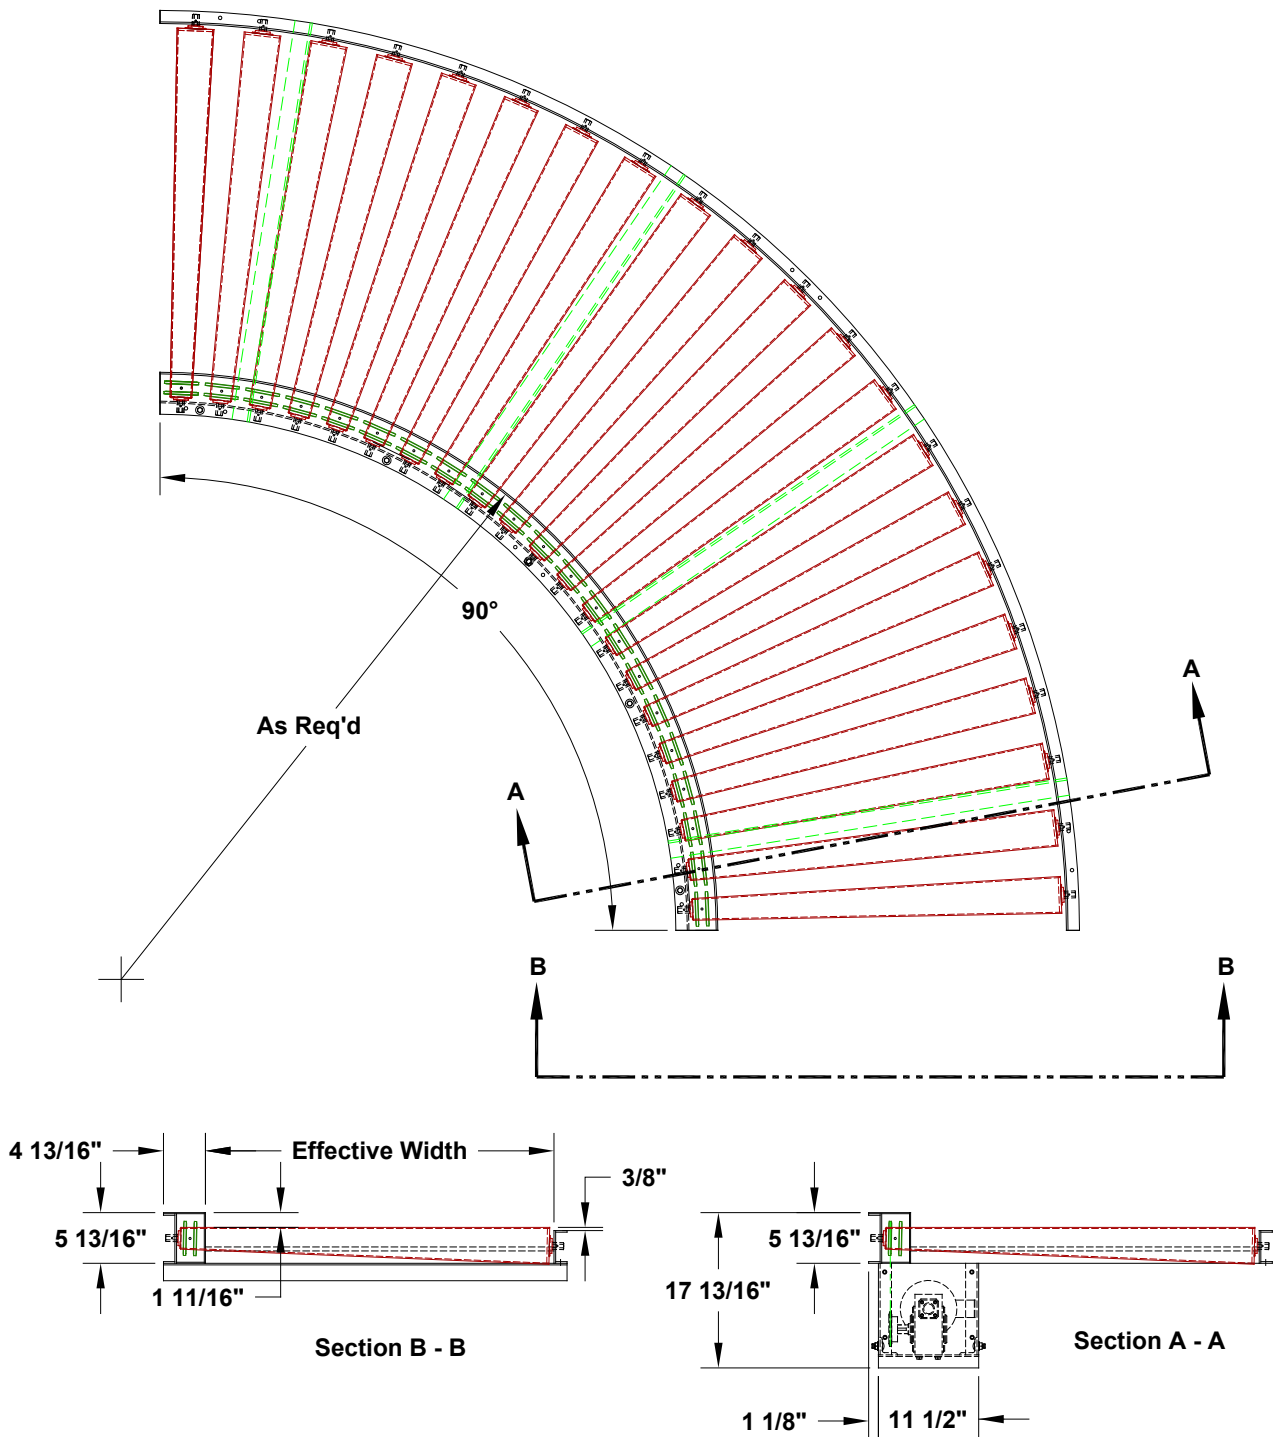 90°
As Req'd
A
A
B
B
4 13/16"
Effective Width
3/8"
5 13/16"
1 11/16"
Section B - B
5 13/16"
17 13/16"
Section A - A
1 1/8"
11 1/2"